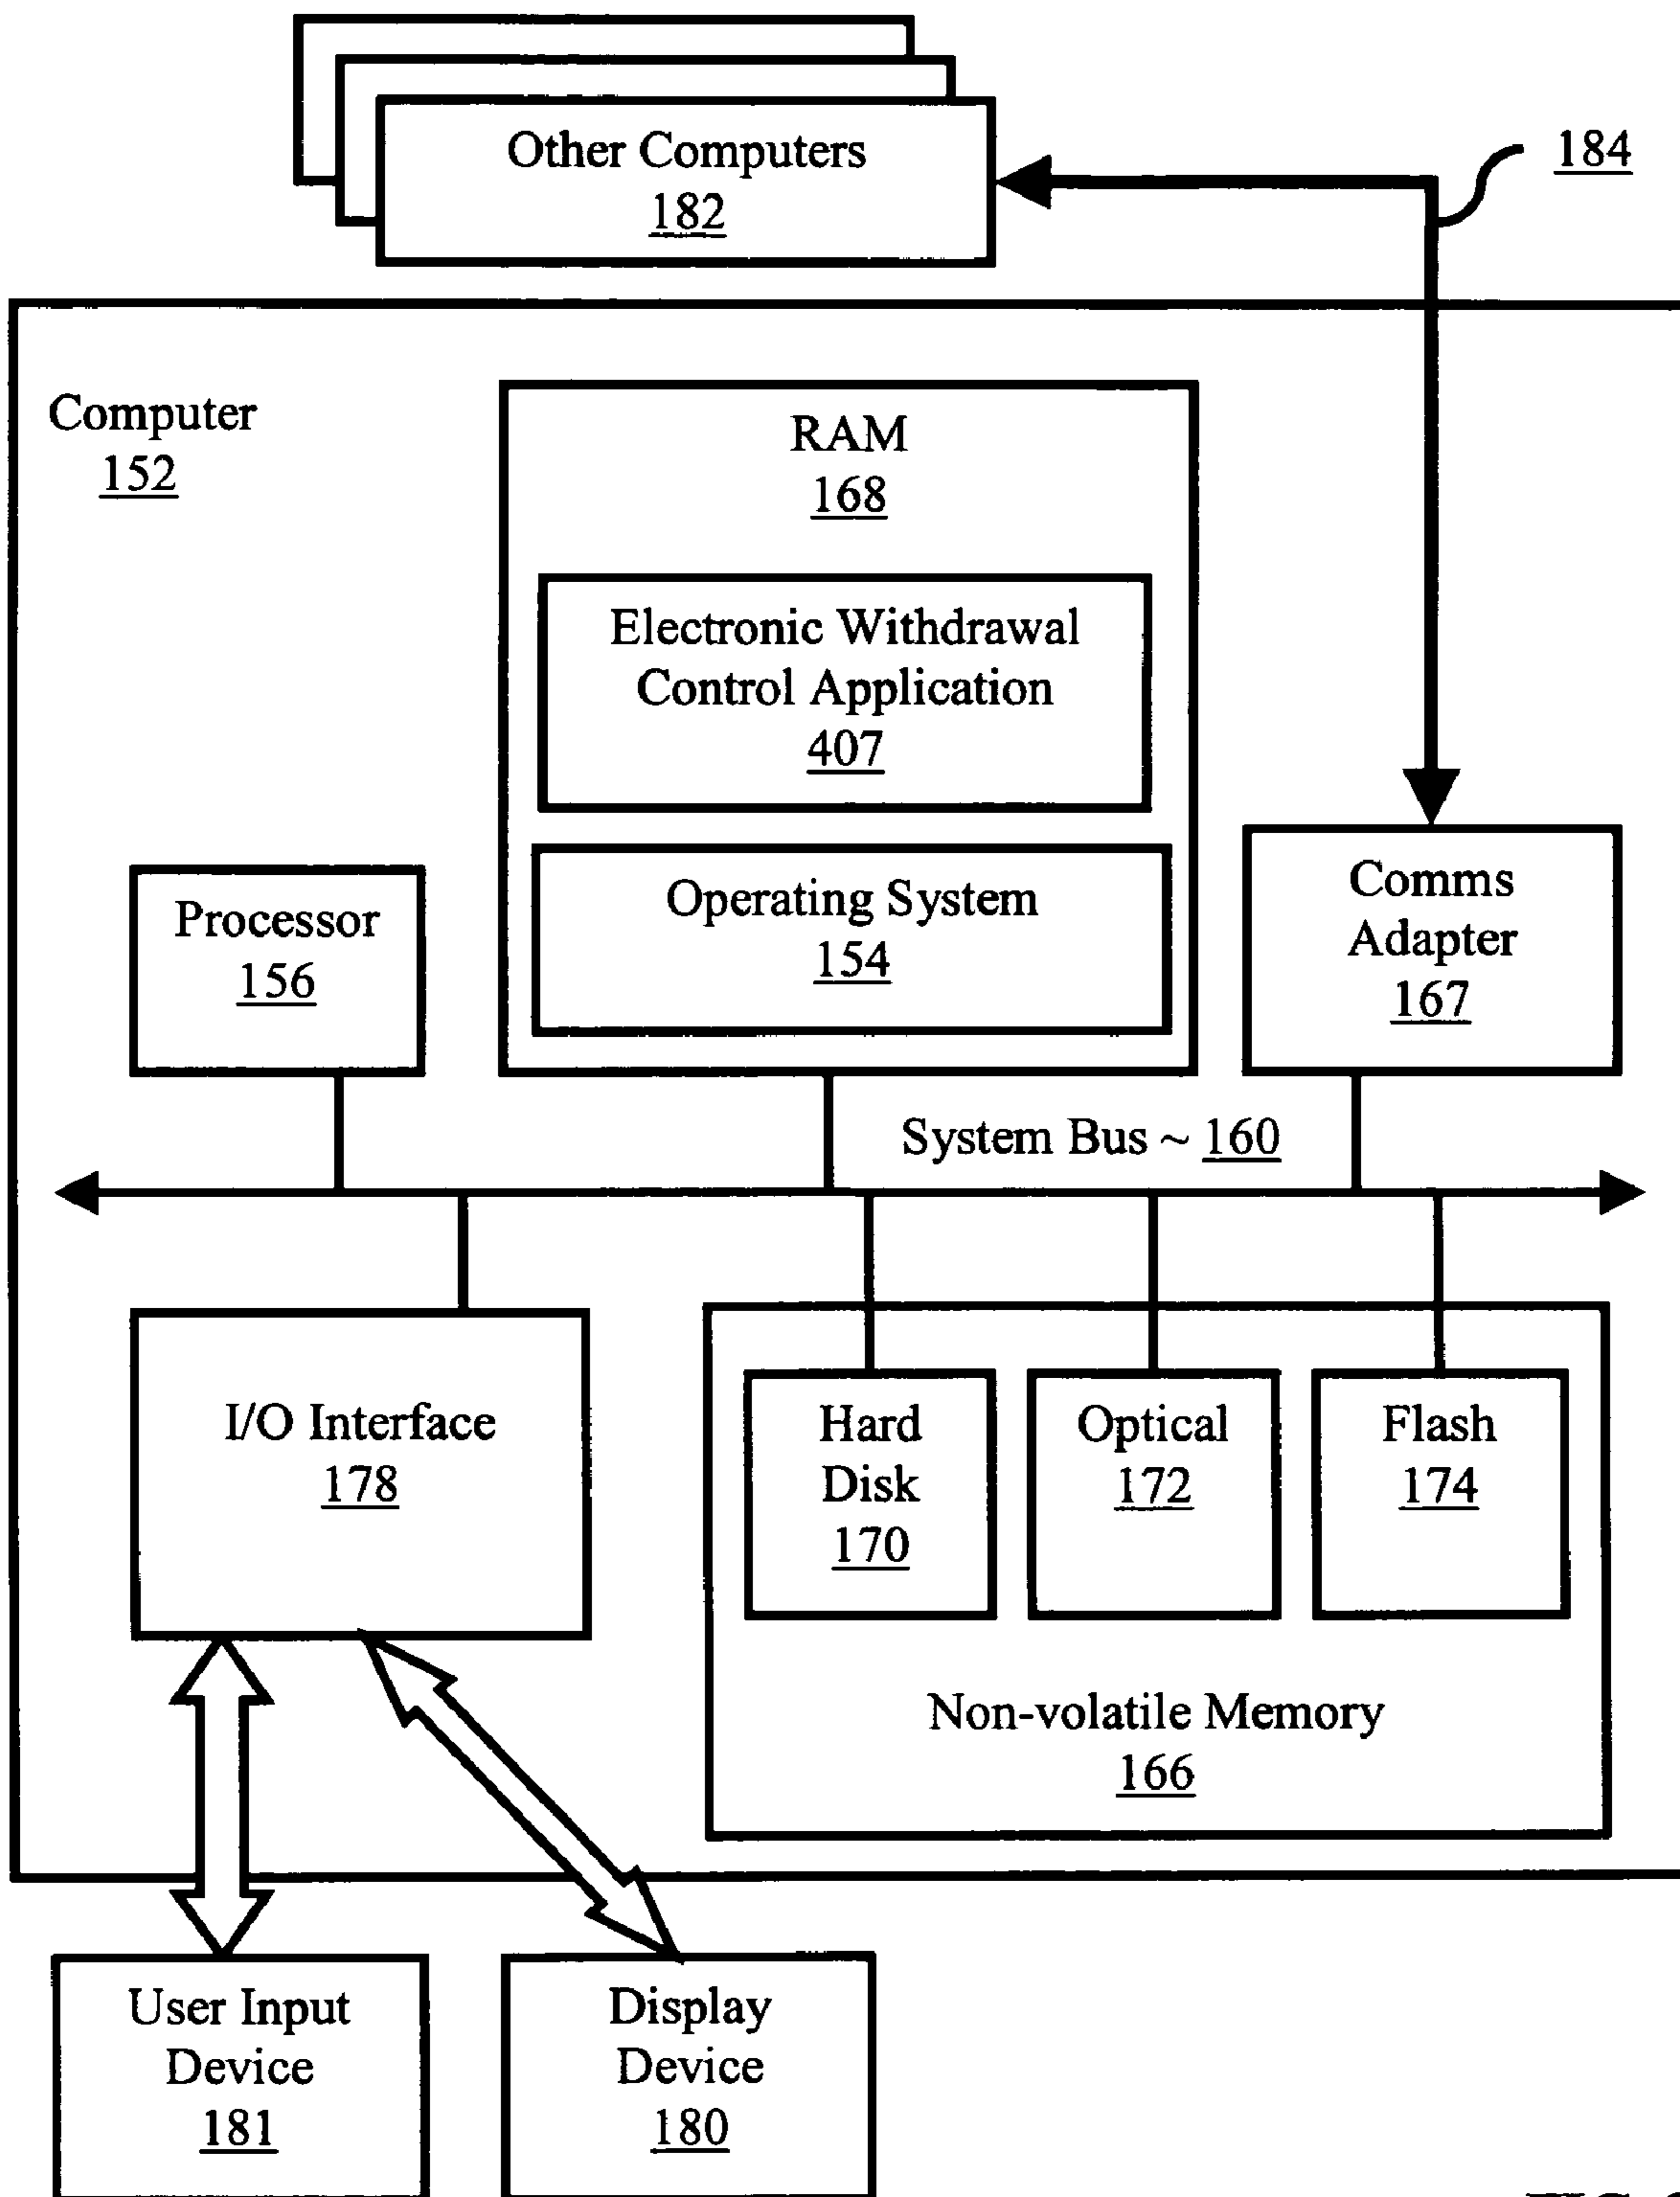 Other Computers
182
184
Computer
152
RAM
168
Electronic Withdrawal
Control Application
407
Operating System
154
Processor
156
Comms
Adapter
167
System Bus ~ 160
I/O Interface
178
Hard
Disk
170
Optical
172
Flash
174
Non-volatile Memory
166
User Input
Device
181
Display
Device
180